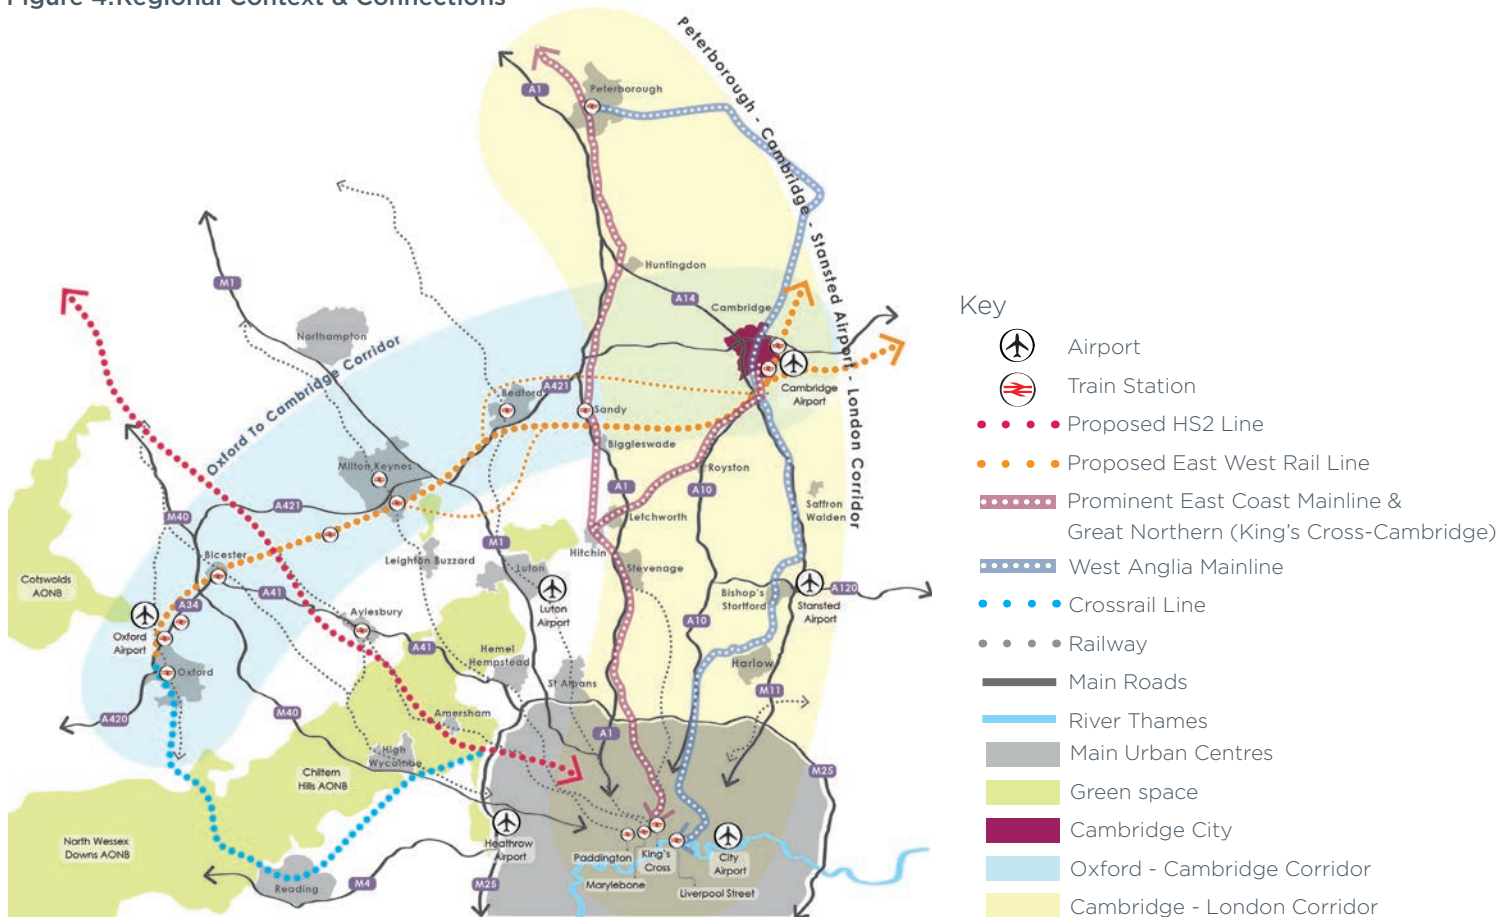 Figure 4:Regional Context & Connections
Peterborough - Cambridge - Stansted Airport - London Corridor
A1
Peterborough
Huntingdon
M1
A14
Cambridge
Northampton
Oxford To Cambridge Corridor
Cambridge
Airport
Bedford
A421
Sandy
Biggleswade
Milton Keynes
Royston
A1
A10
Saffron
Walden
A421
M40
Letchworth
Hitchin
M1
Bicester
Leighton Buzzard
Luton
Stevenage
Cotswolds
AONB
A41
A34
Luton
Airport
Bishop's
Stortford
Stansted
Airport
A120
Oxford
Airport
Aylesbury
A10
A41
Hemel
Hempstead
Harlow
Oxford
St Albans
M11
A420
M40
Amersham
A1
High
Wycombe
M25
Chiltern
Hills AONB
North Wessex
Downs AONB
Heathrow
Airport
Paddington
King's
Cross
City
Airport
Reading
M4
M25
Marylebone
Liverpool Street
Key
Airport
Train Station
Proposed HS2 Line
Proposed East West Rail Line
Prominent East Coast Mainline &
Great Northern (King's Cross-Cambridge)
West Anglia Mainline
Crossrail Line
Railway
Main Roads
River Thames
Main Urban Centres
Green space
Cambridge City
Oxford - Cambridge Corridor
Cambridge - London Corridor